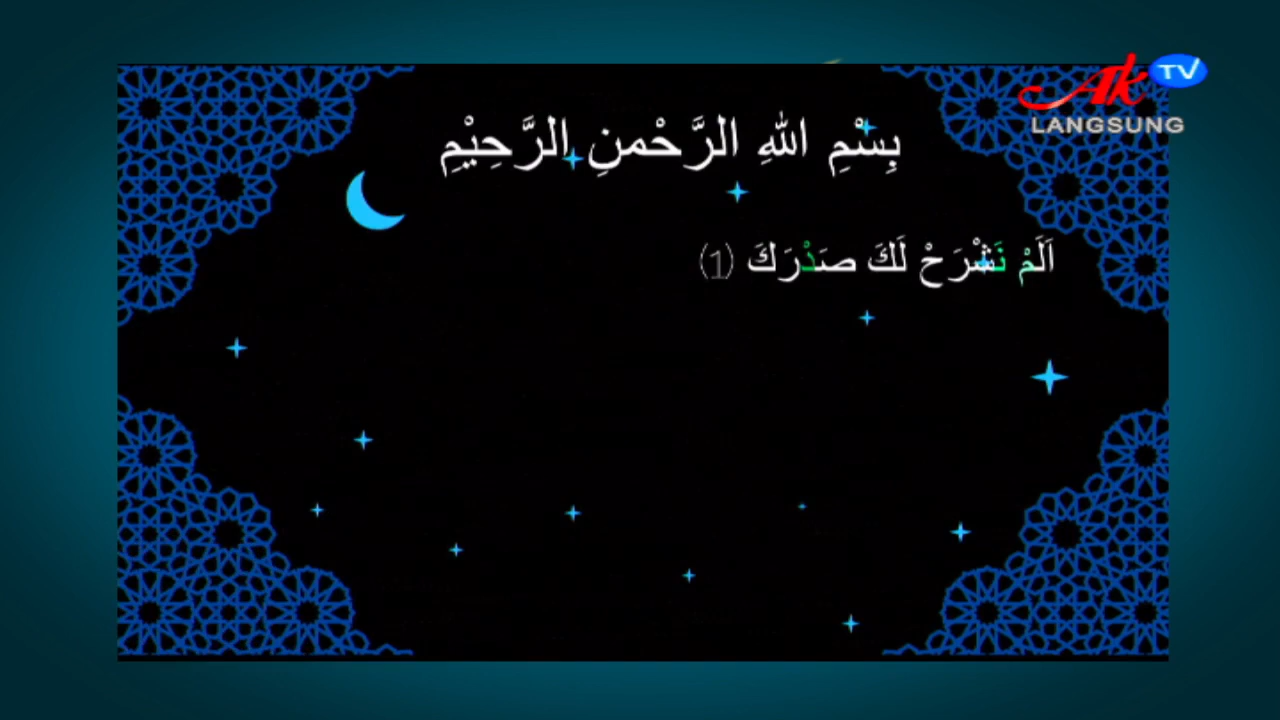 Ak TV
LANGSUNG
بِسْمِ اللهِ الرَّحْمنِ الرَّحِيْمِ
اَلَمْ نَشْرَحْ لَكَ صَدْرَكَ (1)